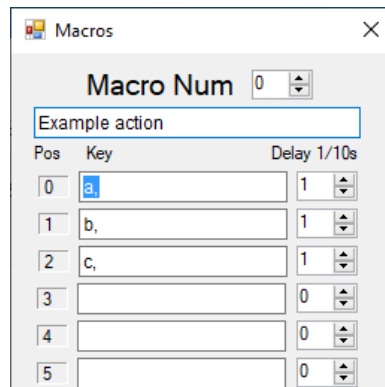 Macros
Macro Num 0
Example action
Pos Key Delay 1/10s
0 a, 1
1 b, 1
2 c, 1
3 0
4 0
5 0